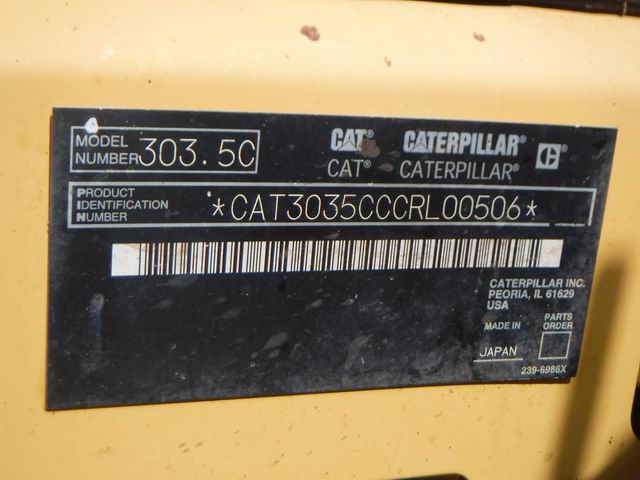 MODEL NUMBER 303.5C
CAT® CATERPILLAR® C®
CAT® CATERPILLAR®
PRODUCT IDENTIFICATION NUMBER *CAT3035CCCRL00506*
CATERPILLAR INC.
PEORIA, IL 61629
USA
MADE IN JAPAN
PARTS ORDER
239-6986X